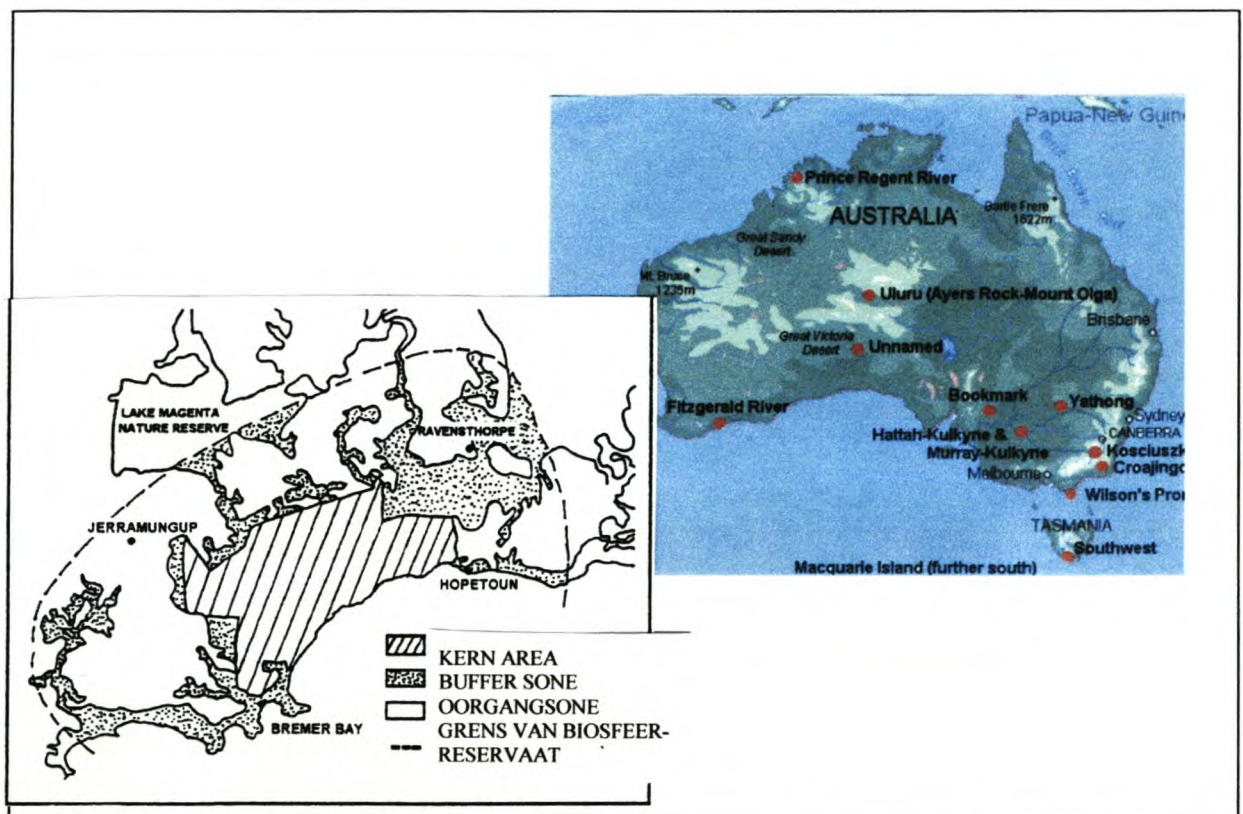 Papua-New Guin
Prince Regent River
AUSTRALIA
Bartle Frere
1622m
Great Sandy
Desert
Mt. Bruce
1235m
Uluru (Ayers Rock-Mount Olga)
Brisbane
Great Victoria
Desert
Unnamed
Bookmark
Yathong
Fitzgerald River
Sydney
Hattah-Kulkyne &
CANBERRA
Murray-Kulkyne
Kosciuszk
Melbourne
Croajingo
Wilson's Pro
TASMANIA
Southwest
Macquarie Island (further south)
LAKE MAGENTA
NATURE RESERVE
RAVENSTHORPE
JERRAMUNGUP
HOPETOUN
BREMER BAY
KERN AREA
BUFFER SONE
OORGANGSONE
GRENS VAN BIOSFEER-
RESERVAAT